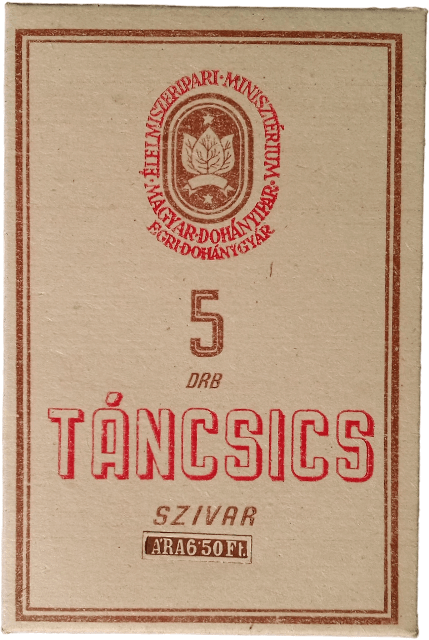 ÉLELMISZERIPARI · MINISZTÉRIUM ·
MAGYAR · DOHÁNYIPAR ·
EGRI · DOHÁNYGYÁR
5
DRB
TÁNCSICS
SZIVAR
ÁRA 6·50 Ft.